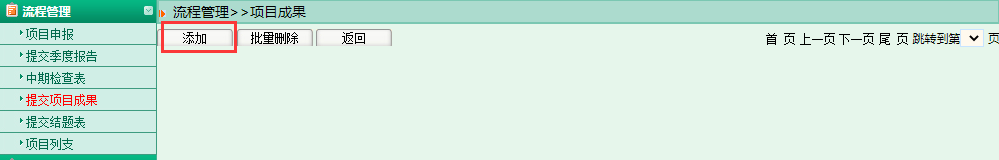 流程管理
项目申报
提交季度报告
中期检查表
提交项目成果
提交结题表
项目列支
流程管理>>项目成果
添加 批量删除 返回 首 页 上一页 下一页 尾 页 跳转到第 页